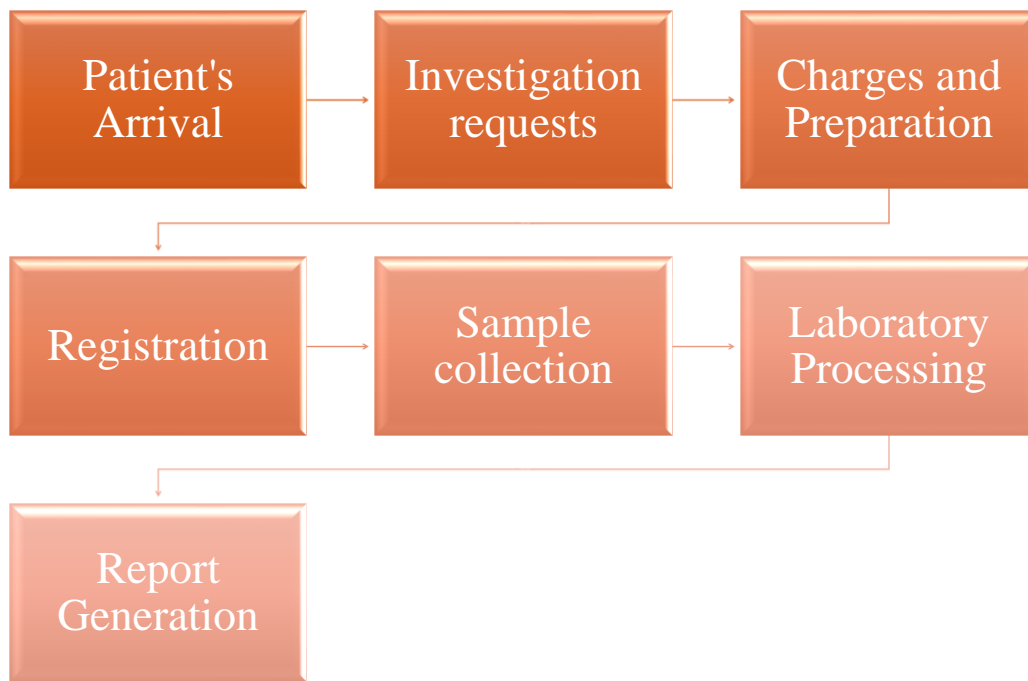 Patient's
Arrival
Investigation
requests
Charges and
Preparation
Registration
Sample
collection
Laboratory
Processing
Report
Generation